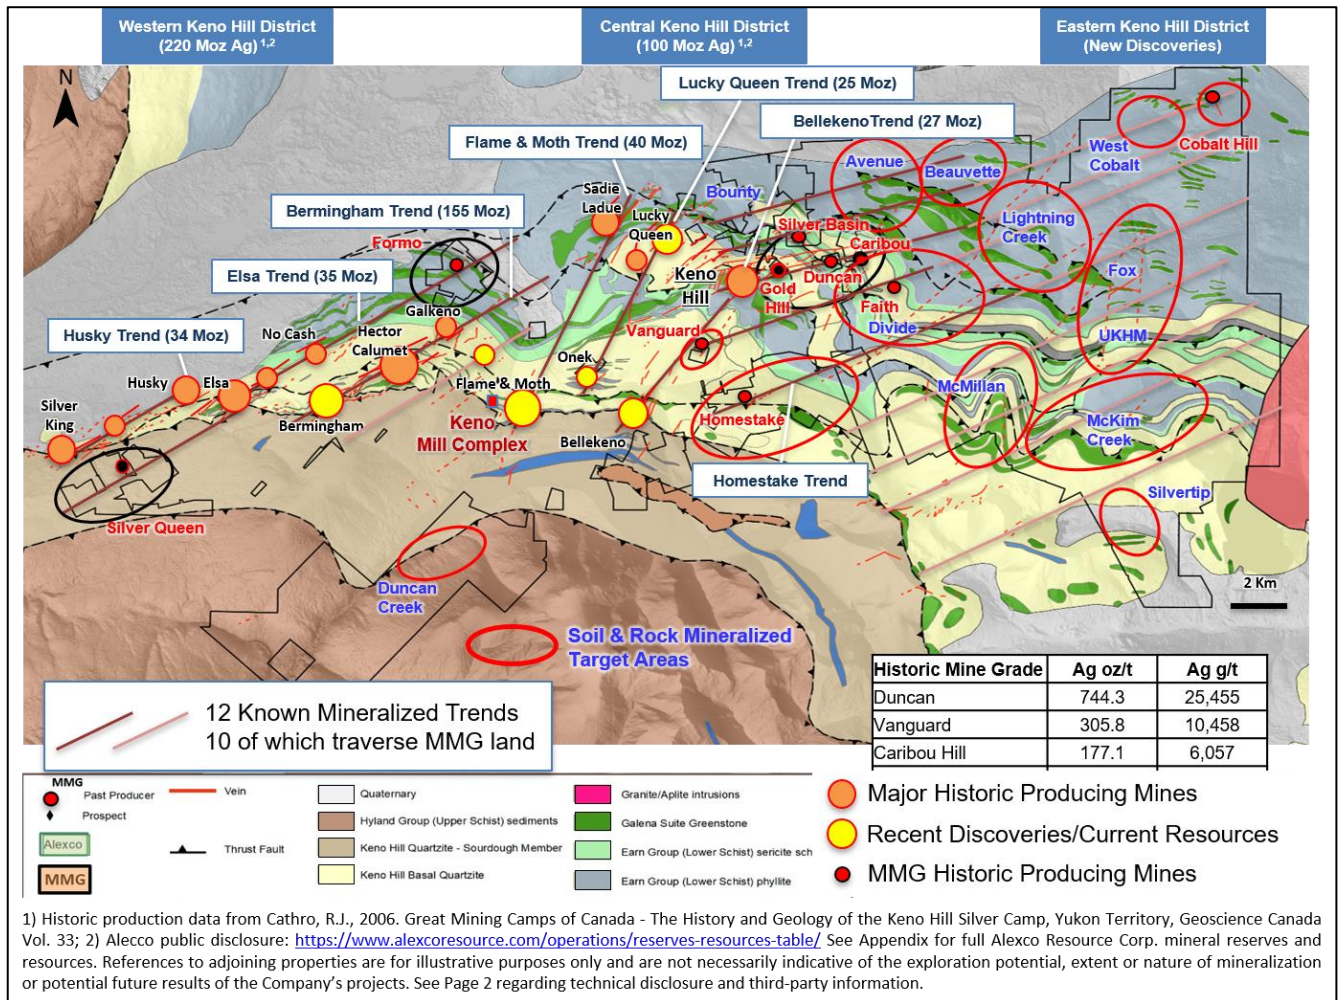 Western Keno Hill District
(220 Moz Ag) 1,2
Central Keno Hill District
(100 Moz Ag) 1,2
Eastern Keno Hill District
(New Discoveries)
N
Lucky Queen Trend (25 Moz)
BellekenoTrend (27 Moz)
Flame & Moth Trend (40 Moz)
Bermingham Trend (155 Moz)
Elsa Trend (35 Moz)
Husky Trend (34 Moz)
Homestake Trend
Cobalt Hill
West
Cobalt
Avenue
Beauvette
Bounty
Sadie
Ladue
Lucky
Queen
Silver Basin
Caribou
Lightning
Creek
Formo
Keno
Hill
Duncan
Gold
Hill
Faith
Divide
Fox
UKHM
Galkeno
No Cash
Hector
Calumet
Vanguard
Onek
Husky
Elsa
Flame & Moth
McMillan
Silver
King
Bermingham
Keno
Mill Complex
Bellekeno
Homestake
McKim
Creek
Silver Queen
Silvertip
Duncan
Creek
2 Km
Soil & Rock Mineralized
Target Areas
12 Known Mineralized Trends
10 of which traverse MMG land
Historic Mine Grade Ag oz/t Ag g/t
Duncan 744.3 25,455
Vanguard 305.8 10,458
Caribou Hill 177.1 6,057
MMG
Past Producer
Prospect
Alexco
MMG
Vein
Thrust Fault
Quaternary
Hyland Group (Upper Schist) sediments
Keno Hill Quartzite - Sourdough Member
Keno Hill Basal Quartzite
Granite/Aplite intrusions
Galena Suite Greenstone
Earn Group (Lower Schist) sericite sch
Earn Group (Lower Schist) phyllite
Major Historic Producing Mines
Recent Discoveries/Current Resources
MMG Historic Producing Mines
1) Historic production data from Cathro, R.J., 2006. Great Mining Camps of Canada - The History and Geology of the Keno Hill Silver Camp, Yukon Territory, Geoscience Canada
Vol. 33; 2) Alecco public disclosure: https://www.alexcoresource.com/operations/reserves-resources-table/ See Appendix for full Alexco Resource Corp. mineral reserves and
resources. References to adjoining properties are for illustrative purposes only and are not necessarily indicative of the exploration potential, extent or nature of mineralization
or potential future results of the Company's projects. See Page 2 regarding technical disclosure and third-party information.